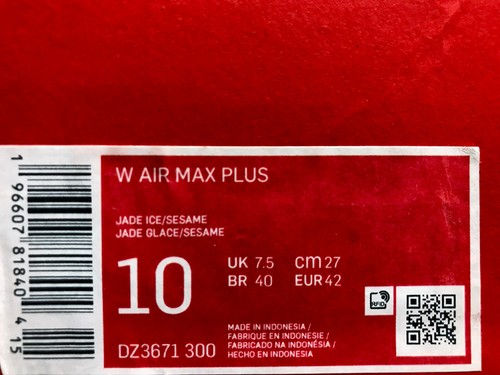 W AIR MAX PLUS
JADE ICE/SESAME
JADE GLACE/SESAME
10
UK 7.5 cm 27
BR 40 EUR 42
DZ3671 300
MADE IN INDONESIA /
FABRIQUE EN INDONESIE /
FABRICADO NA INDONÉSIA /
HECHO EN INDONESIA
RFID
1 96607 81840 4 15